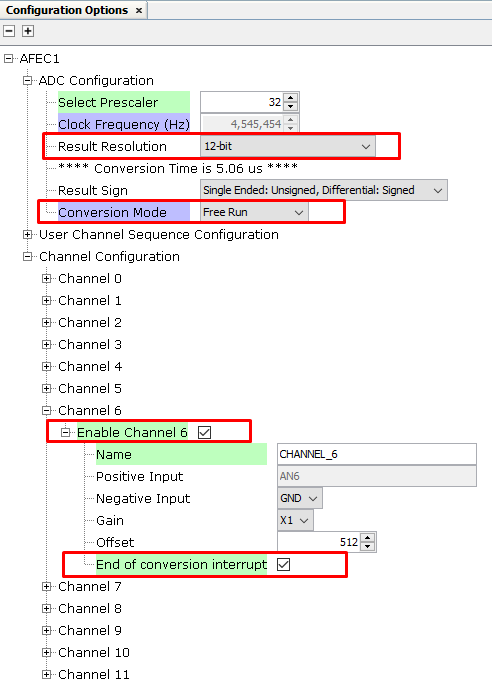 Configuration Options ×
AFEC1
ADC Configuration
Select Prescaler 32
Clock Frequency (Hz) 4,545,454
Result Resolution 12-bit
**** Conversion Time is 5.06 us ****
Result Sign Single Ended: Unsigned, Differential: Signed
Conversion Mode Free Run
User Channel Sequence Configuration
Channel Configuration
Channel 0
Channel 1
Channel 2
Channel 3
Channel 4
Channel 5
Channel 6
Enable Channel 6
Name CHANNEL_6
Positive Input AN6
Negative Input GND
Gain X1
Offset 512
End of conversion interrupt
Channel 7
Channel 8
Channel 9
Channel 10
Channel 11